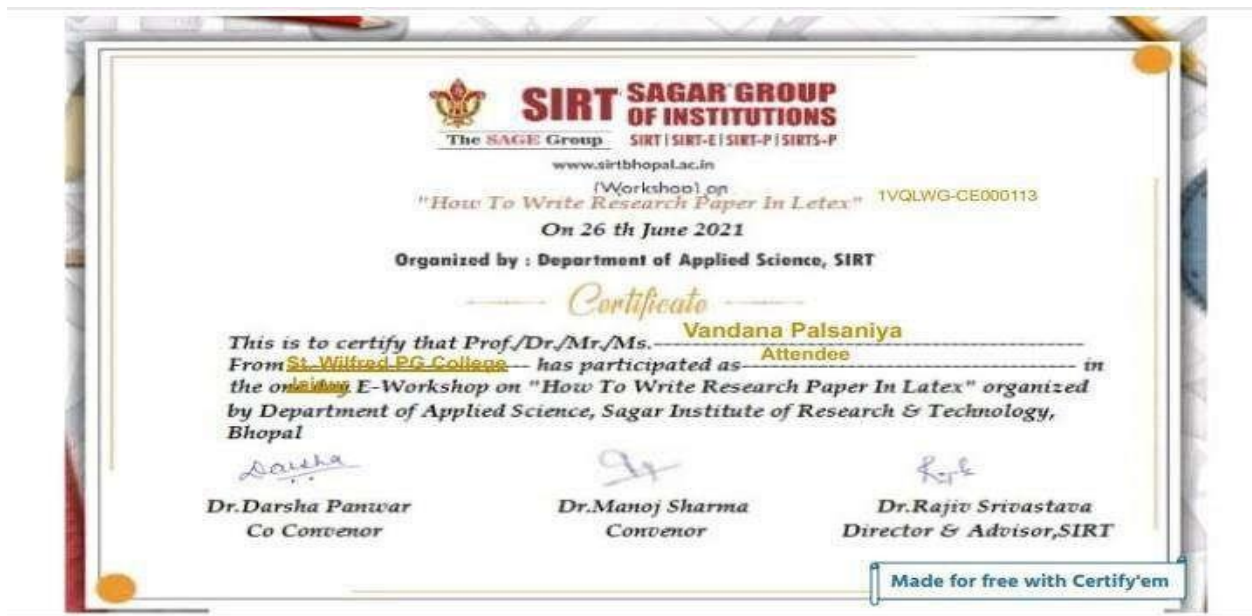 SIRT SAGAR GROUP
OF INSTITUTIONS
The SAGE Group SIRT | SIRT-E | SIRT-P | SIRTS-P
www.sirtbhopal.ac.in
(Workshop) on
"How To Write Research Paper In Letex" 1VQLWG-CE000113
On 26 th June 2021
Organized by : Department of Applied Science, SIRT
Certificate
This is to certify that Prof./Dr./Mr./Ms. Vandana Palsaniya
From St. Wilfred PG College has participated as Attendee in
the one E-Workshop on "How To Write Research Paper In Latex" organized
by Department of Applied Science, Sagar Institute of Research & Technology,
Bhopal
Darsha
Dr.Darsha Panwar Dr.Manoj Sharma Dr.Rajiv Srivastava
Co Convenor Convenor Director & Advisor,SIRT
Made for free with Certify'em